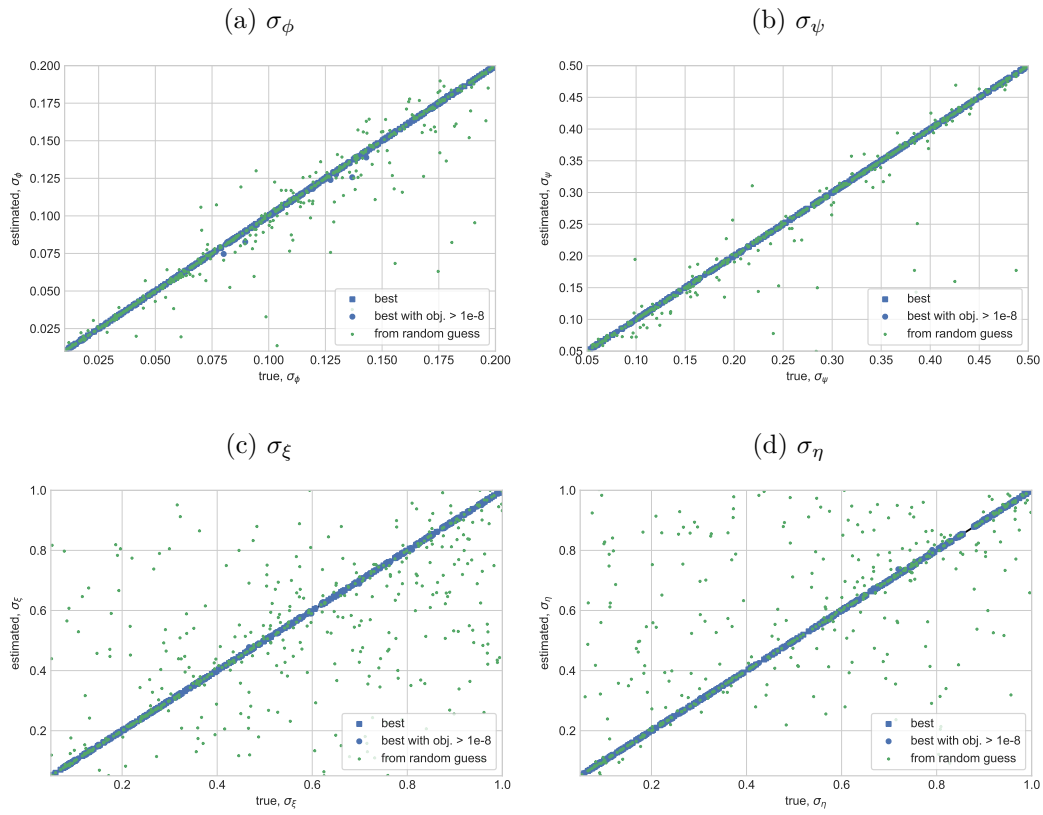 (a) σ_ϕ
0.200
0.175
0.150
0.125
0.100
0.075
0.050
0.025
estimated, σ_ϕ
best
best with obj. > 1e-8
from random guess
0.025 0.050 0.075 0.100 0.125 0.150 0.175 0.200
true, σ_ϕ
(b) σ_ψ
0.50
0.45
0.40
0.35
0.30
0.25
0.20
0.15
0.10
0.05
estimated, σ_ψ
best
best with obj. > 1e-8
from random guess
0.05 0.10 0.15 0.20 0.25 0.30 0.35 0.40 0.45 0.50
true, σ_ψ
(c) σ_ξ
1.0
0.8
0.6
0.4
0.2
estimated, σ_ξ
best
best with obj. > 1e-8
from random guess
0.2 0.4 0.6 0.8 1.0
true, σ_ξ
(d) σ_η
1.0
0.8
0.6
0.4
0.2
estimated, σ_η
best
best with obj. > 1e-8
from random guess
0.2 0.4 0.6 0.8 1.0
true, σ_η